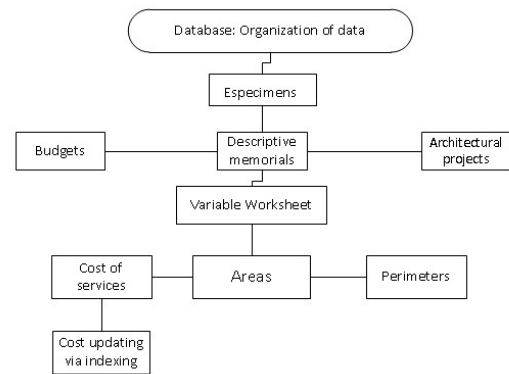 Database: Organization of data
Especimens
Budgets
Descriptive
memorials
Architectural
projects
Variable Worksheet
Cost of
services
Areas
Perimeters
Cost updating
via indexing